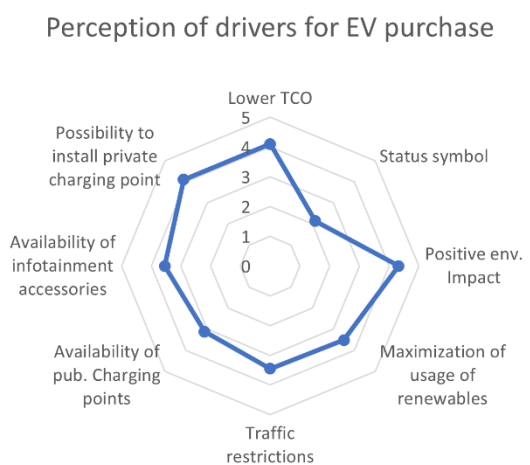 Perception of drivers for EV purchase
Lower TCO
Status symbol
Positive env.
Impact
Maximization of
usage of
renewables
Traffic
restrictions
Availability of
pub. Charging
points
Availability of
infotainment
accessories
Possibility to
install private
charging point
5
4
3
2
1
0